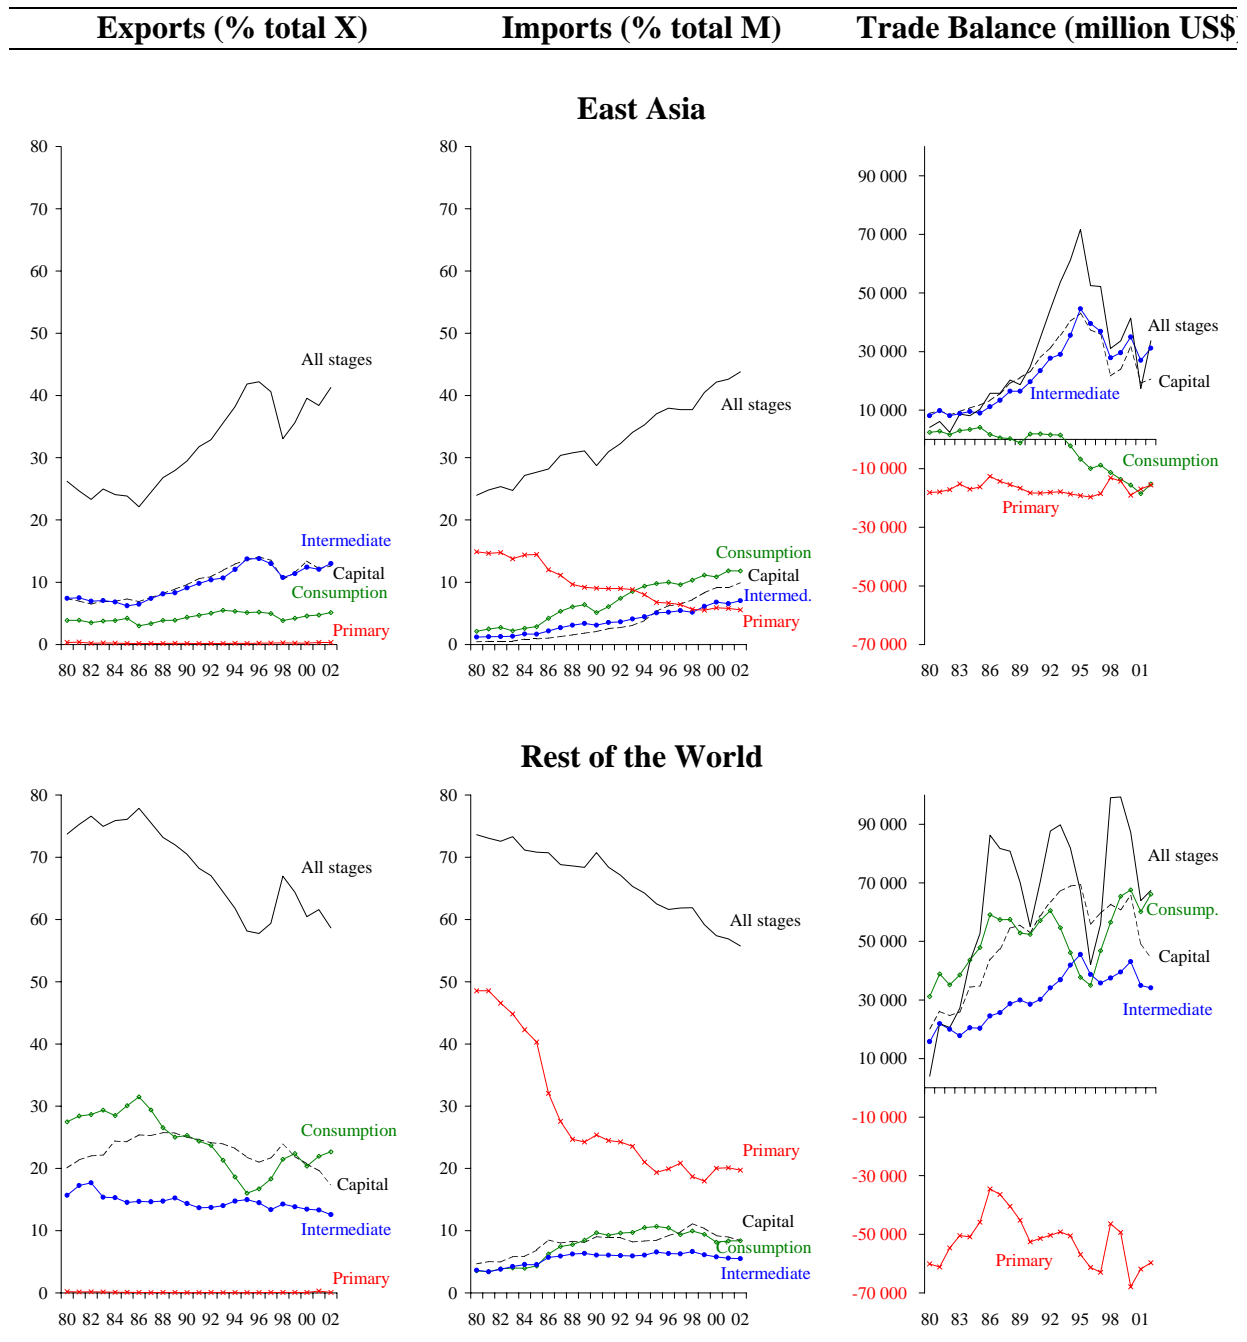 Exports (% total X) Imports (% total M) Trade Balance (million US$)
East Asia
80
70
60
50
40
30
20
10
0
All stages
Intermediate
Capital
Consumption
Primary
80 82 84 86 88 90 92 94 96 98 00 02
80
70
60
50
40
30
20
10
0
All stages
Consumption
Capital
Intermed.
Primary
80 82 84 86 88 90 92 94 96 98 00 02
90 000
70 000
50 000
30 000
10 000
-10 000
-30 000
-50 000
-70 000
All stages
Capital
Intermediate
Consumption
Primary
80 83 86 89 92 95 98 01
Rest of the World
80
70
60
50
40
30
20
10
0
All stages
Consumption
Capital
Intermediate
Primary
80 82 84 86 88 90 92 94 96 98 00 02
80
70
60
50
40
30
20
10
0
All stages
Primary
Capital
Consumption
Intermediate
80 82 84 86 88 90 92 94 96 98 00 02
90 000
70 000
50 000
30 000
10 000
-10 000
-30 000
-50 000
-70 000
All stages
Consump.
Capital
Intermediate
Primary
80 83 86 89 92 95 98 01